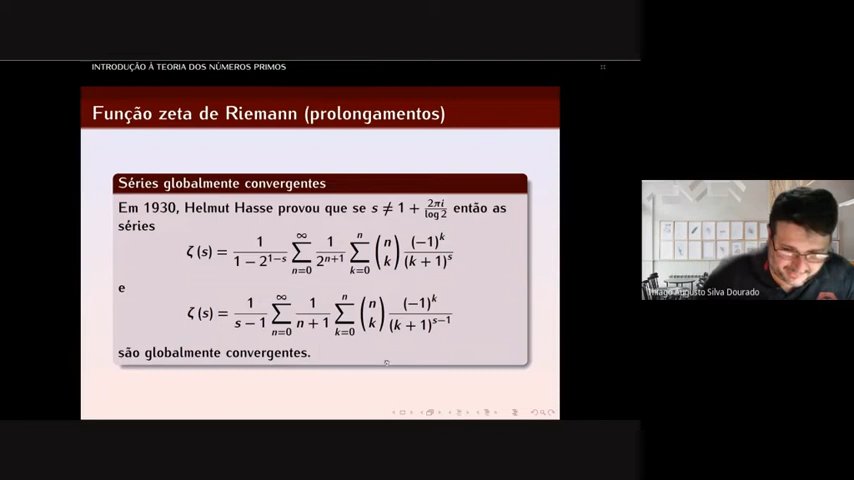 INTRODUÇÃO À TEORIA DOS NÚMEROS PRIMOS
Função zeta de Riemann (prolongamentos)
Séries globalmente convergentes
Em 1930, Helmut Hasse provou que se s ≠ 1 + 2πi/log 2 então as
séries
ζ(s) = 1/(1 − 2^{1−s}) ∑_{n=0}^{∞} 1/2^{n+1} ∑_{k=0}^{n} (n k) (−1)^k/(k+1)^s
e
ζ(s) = 1/(s−1) ∑_{n=0}^{∞} 1/(n+1) ∑_{k=0}^{n} (n k) (−1)^k/(k+1)^{s−1}
são globalmente convergentes.
Thiago Augusto Silva Dourado